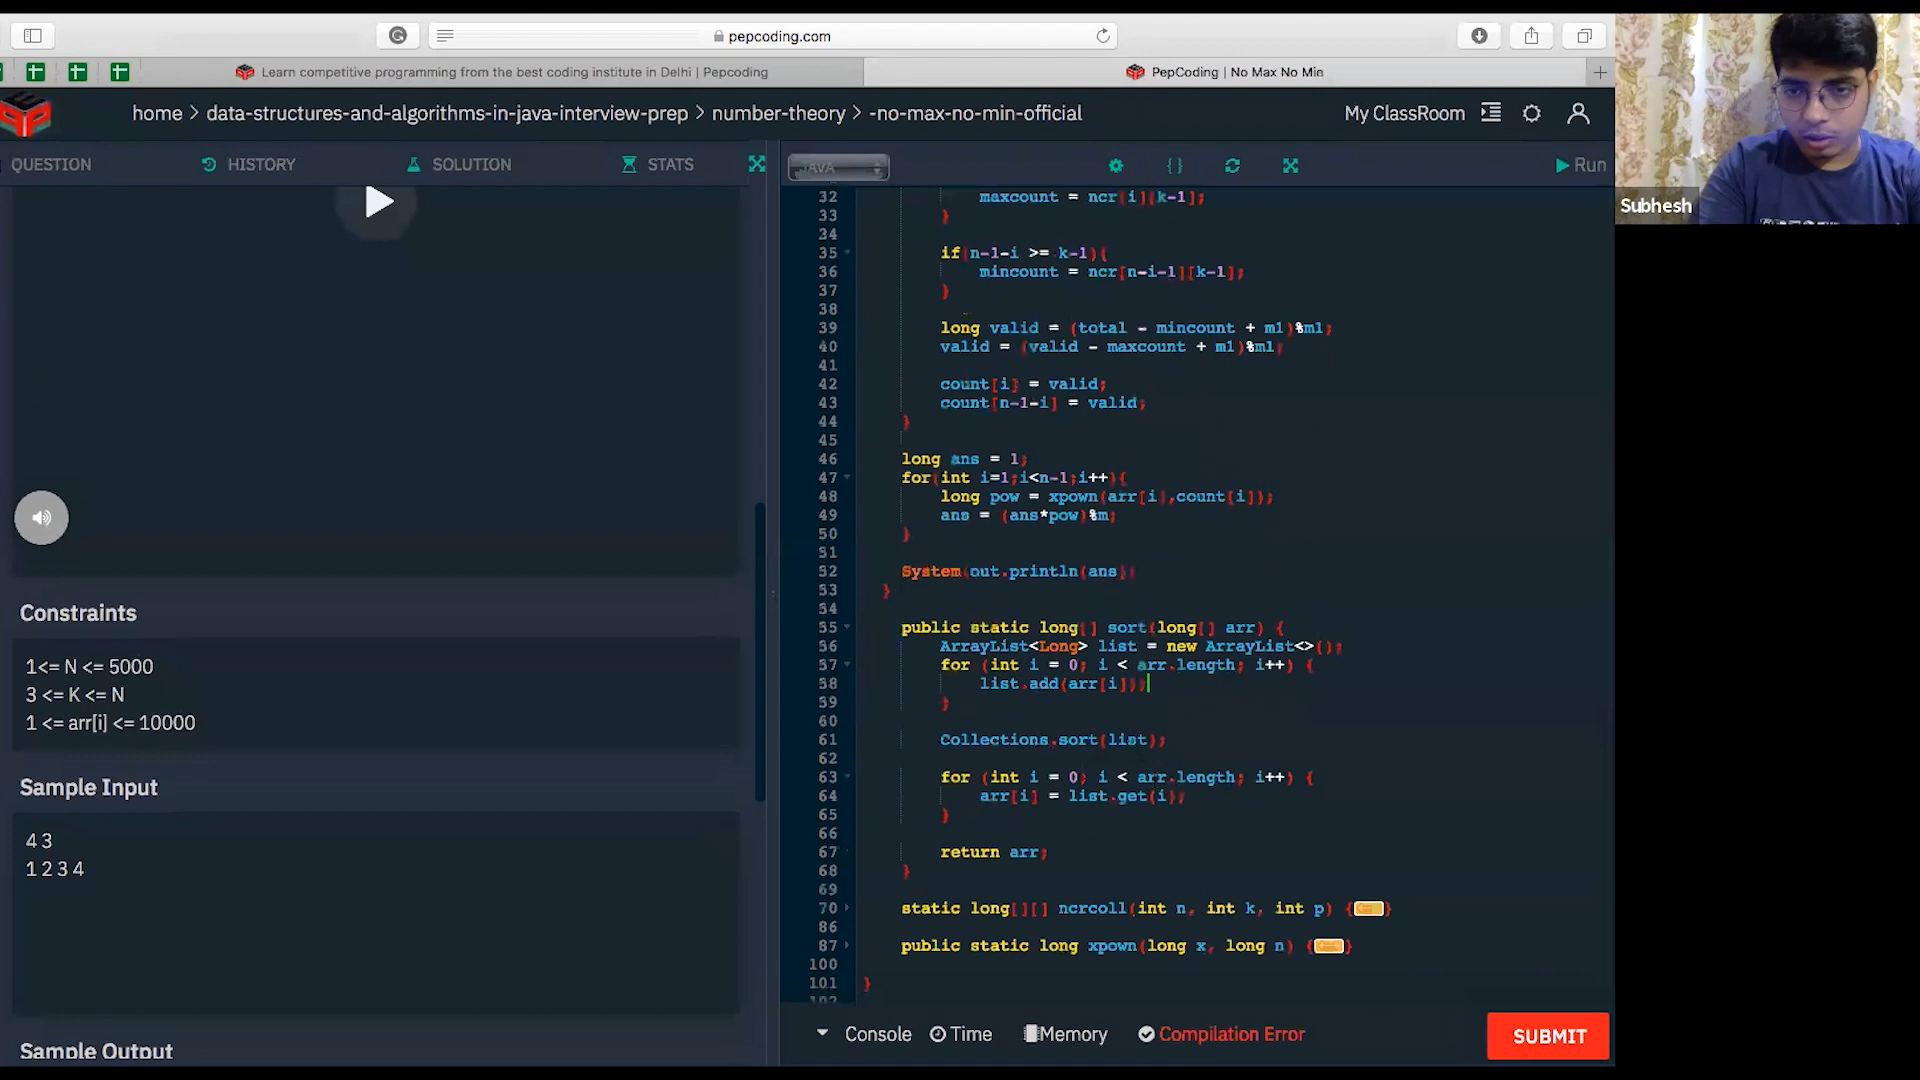 pepcoding.com
Learn competitive programming from the best coding institute in Delhi | Pepcoding
PepCoding | No Max No Min
home > data-structures-and-algorithms-in-java-interview-prep > number-theory > -no-max-no-min-official
My ClassRoom
QUESTION
HISTORY
SOLUTION
STATS
JAVA
Run
Subhesh
Constraints
1<= N <= 5000
3 <= K <= N
1 <= arr[i] <= 10000
Sample Input
4 3
1 2 3 4
Sample Output
32 maxcount = ncr[i][k-1];
33 }
34
35 if(n-1-i >= k-1){
36 mincount = ncr[n-i-1][k-1];
37 }
38
39 long valid = (total - mincount + m1)%m1;
40 valid = (valid - maxcount + m1)%m1;
41
42 count[i] = valid;
43 count[n-1-i] = valid;
44 }
45
46 long ans = 1;
47 for(int i=1;i<n-1;i++){
48 long pow = xpown(arr[i],count[i]);
49 ans = (ans*pow)%m;
50 }
51
52 System.out.println(ans);
53 }
54
55 public static long[] sort(long[] arr) {
56 ArrayList<Long> list = new ArrayList<>();
57 for (int i = 0; i < arr.length; i++) {
58 list.add(arr[i]);
59 }
60
61 Collections.sort(list);
62
63 for (int i = 0; i < arr.length; i++) {
64 arr[i] = list.get(i);
65 }
66
67 return arr;
68 }
69
70 static long[][] ncrcoll(int n, int k, int p) {}
86
87 public static long xpown(long x, long n) {}
100
101 }
102
Console
Time
Memory
Compilation Error
SUBMIT